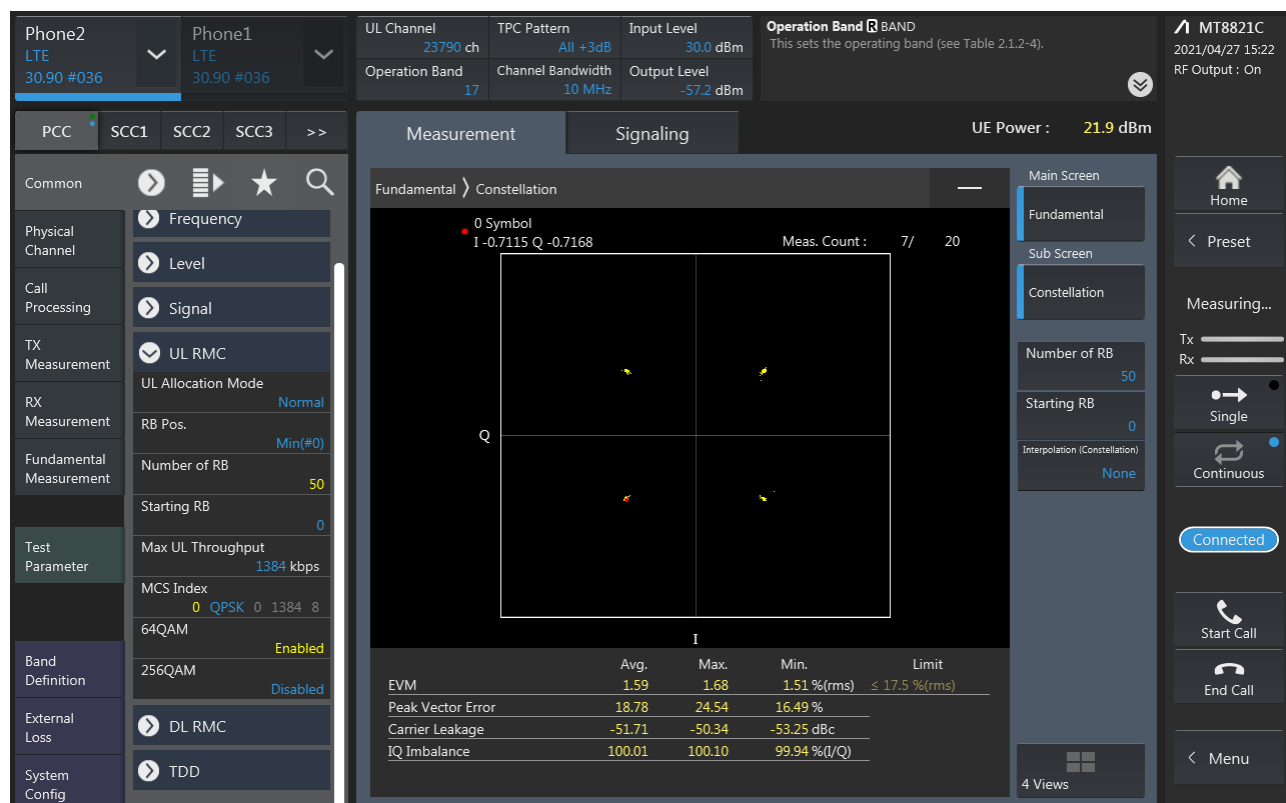 Phone2
LTE
30.90 #036
Phone1
LTE
30.90 #036
UL Channel
23790 ch
Operation Band
17
TPC Pattern
All +3dB
Channel Bandwidth
10 MHz
Input Level
30.0 dBm
Output Level
-57.2 dBm
Operation Band R BAND
This sets the operating band (see Table 2.1.2-4).
MT8821C
2021/04/27 15:22
RF Output : On
PCC SCC1 SCC2 SCC3 >>
Measurement Signaling
UE Power : 21.9 dBm
Common
Physical
Channel
Call
Processing
TX
Measurement
RX
Measurement
Fundamental
Measurement
Test
Parameter
Band
Definition
External
Loss
System
Config
Frequency
Level
Signal
UL RMC
UL Allocation Mode
Normal
RB Pos.
Min(#0)
Number of RB
50
Starting RB
0
Max UL Throughput
1384 kbps
MCS Index
0 QPSK 0 1384 8
64QAM
Enabled
256QAM
Disabled
DL RMC
TDD
Fundamental > Constellation
0 Symbol
I -0.7115 Q -0.7168
Meas. Count : 7/ 20
Q
I
Avg. Max. Min. Limit
EVM 1.59 1.68 1.51 %(rms) ≤ 17.5 %(rms)
Peak Vector Error 18.78 24.54 16.49 %
Carrier Leakage -51.71 -50.34 -53.25 dBc
IQ Imbalance 100.01 100.10 99.94 %(I/Q)
Main Screen
Fundamental
Sub Screen
Constellation
Number of RB
50
Starting RB
0
Interpolation (Constellation)
None
4 Views
Home
< Preset
Measuring...
Tx
Rx
Single
Continuous
Connected
Start Call
End Call
< Menu